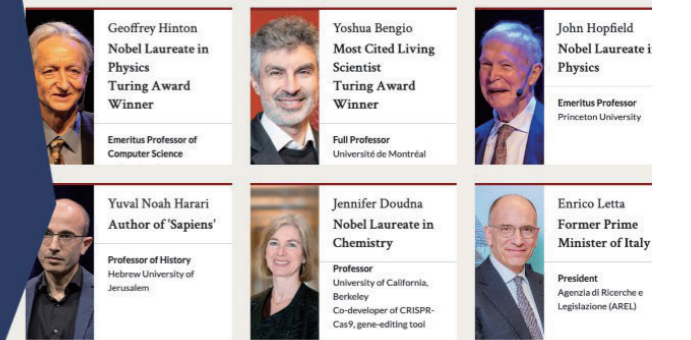 Geoffrey Hinton
Nobel Laureate in
Physics
Turing Award
Winner
Emeritus Professor of
Computer Science
Yoshua Bengio
Most Cited Living
Scientist
Turing Award
Winner
Full Professor
Université de Montréal
John Hopfield
Nobel Laureate i
Physics
Emeritus Professor
Princeton University
Yuval Noah Harari
Author of 'Sapiens'
Professor of History
Hebrew University of
Jerusalem
Jennifer Doudna
Nobel Laureate in
Chemistry
Professor
University of California,
Berkeley
Co-developer of CRISPR-
Cas9, gene-editing tool
Enrico Letta
Former Prime
Minister of Italy
President
Agenzia di Ricerche e
Legislazione (AREL)